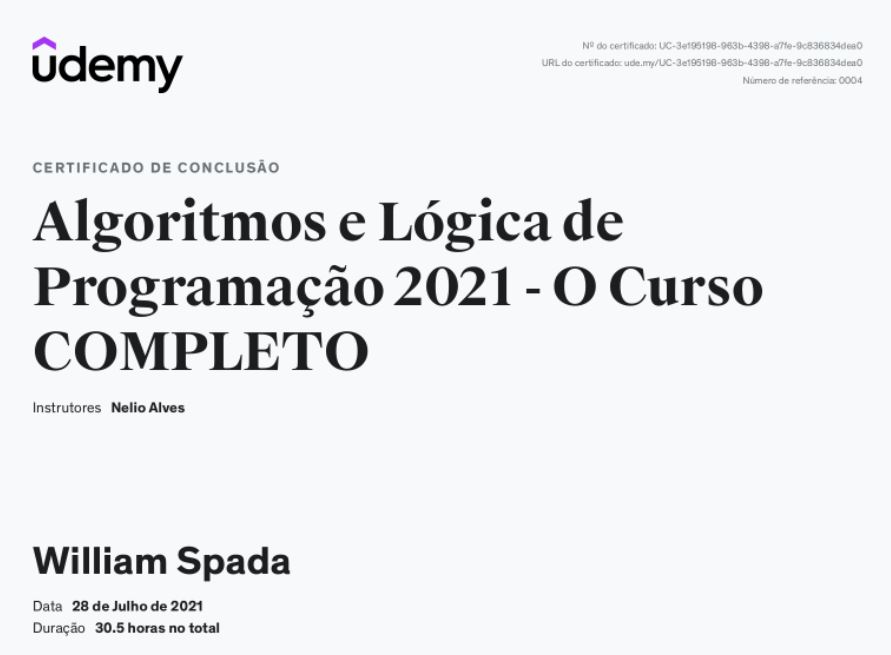 udemy
Nº do certificado: UC-3e195198-963b-4398-a7fe-9c836834dea0
URL do certificado: ude.my/UC-3e195198-963b-4398-a7fe-9c836834dea0
Número de referência: 0004
CERTIFICADO DE CONCLUSÃO
Algoritmos e Lógica de
Programação 2021 - O Curso
COMPLETO
Instrutores Nelio Alves
William Spada
Data 28 de Julho de 2021
Duração 30.5 horas no total